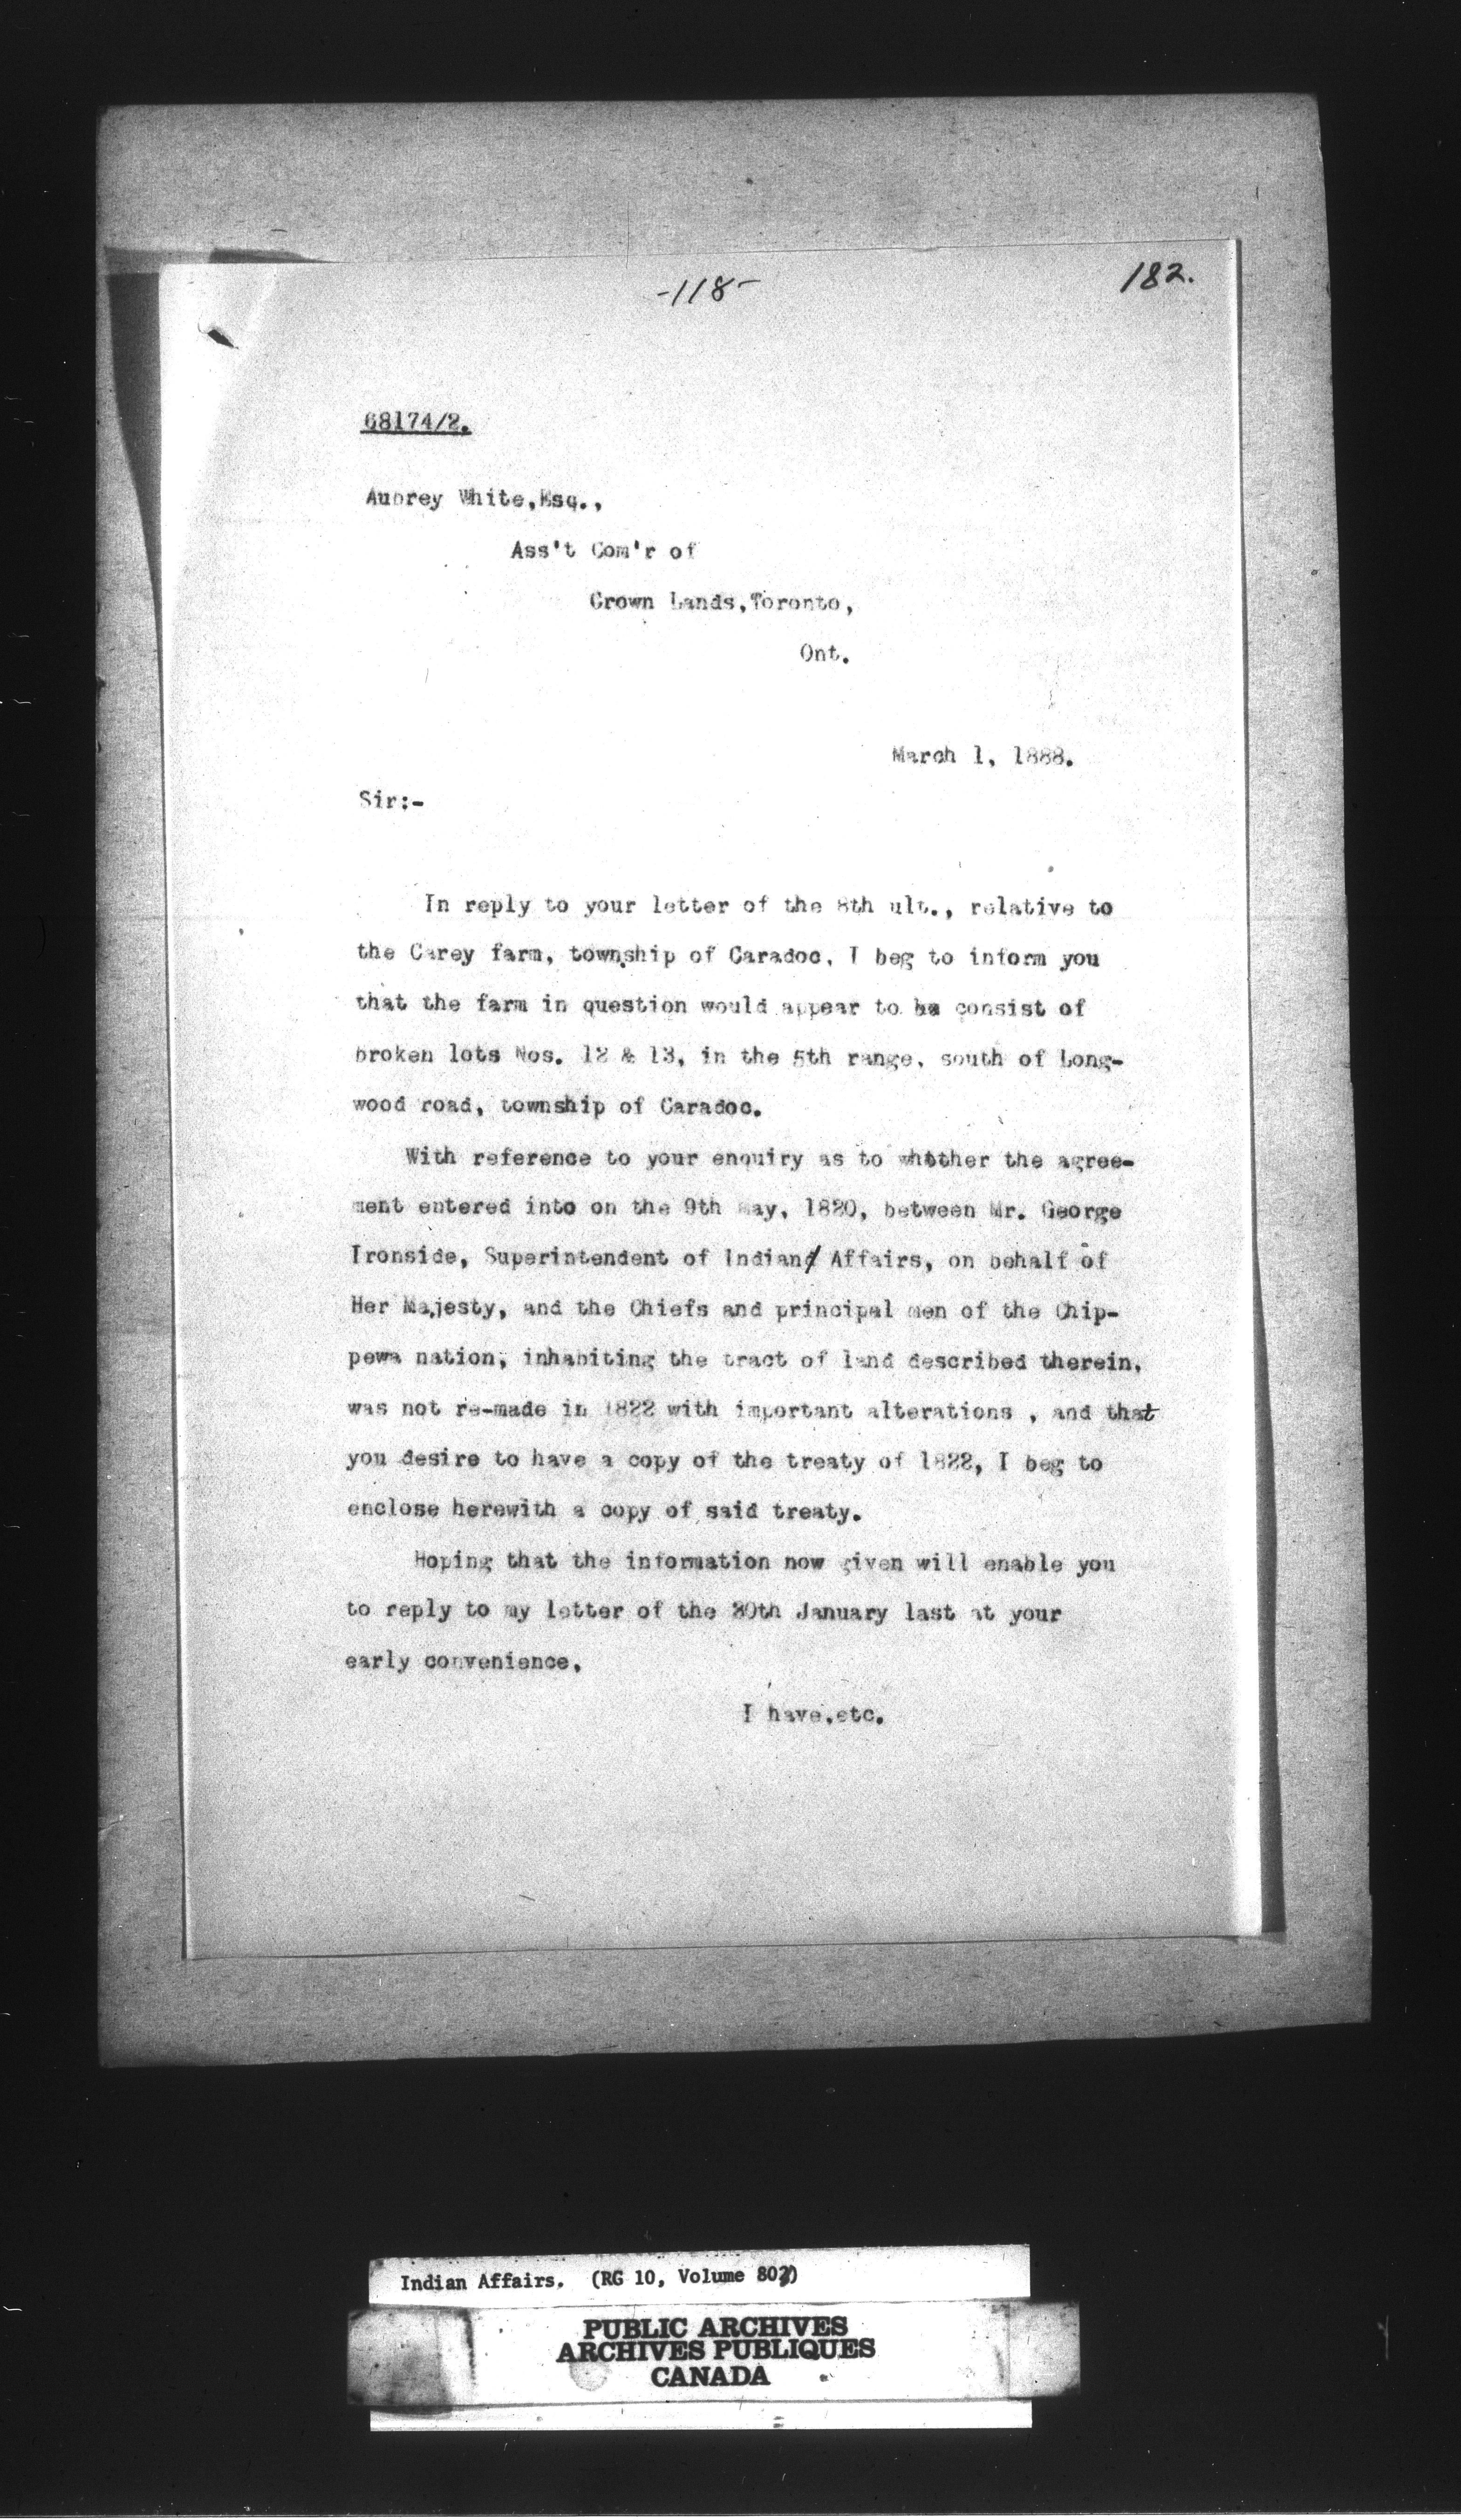 -118-
182.
68174/2.
Aubrey White,Esq.,
Ass't Com'r of
Crown Lands,Toronto,
Ont.
March 1, 1888.
Sir:-
In reply to your letter of the 8th ult., relative to
the Carey farm, township of Caradoc, I beg to inform you
that the farm in question would appear to be consist of
broken lots Nos. 12 & 13, in the 5th range, south of Long-
wood road, township of Caradoc.
With reference to your enquiry as to whether the agree-
ment entered into on the 9th May, 1820, between Mr. George
Ironside, Superintendent of Indian Affairs, on behalf of
Her Majesty, and the Chiefs and principal men of the Chip-
pewa nation, inhabiting the tract of land described therein,
was not re-made in 1822 with important alterations , and that
you desire to have a copy of the treaty of 1822, I beg to
enclose herewith a copy of said treaty.
Hoping that the information now given will enable you
to reply to my letter of the 30th January last at your
early convenience,
I have,etc.
Indian Affairs. (RG 10, Volume
PUBLIC ARCHIVES
ARCHIVES PUBLIQUES
CANADA